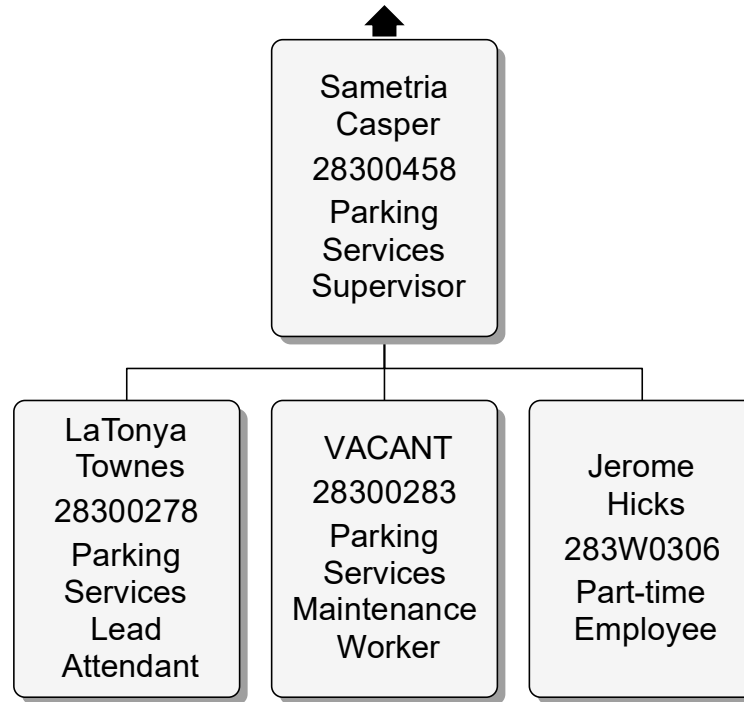 Sametria
Casper
28300458
Parking
Services
Supervisor
LaTonya
Townes
28300278
Parking
Services
Lead
Attendant
VACANT
28300283
Parking
Services
Maintenance
Worker
Jerome
Hicks
283W0306
Part-time
Employee